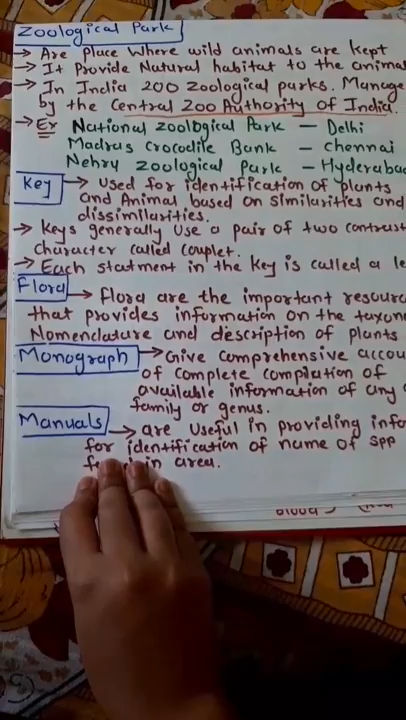 Zoological Park
→ Are Place Where wild animals are kept
→ It Provide Natural habitat to the animal
→ In India 200 zoological parks. Manage
by the Central Zoo Authority of India.
→ Ex National Zoological Park — Delhi
Madras Crocodile Bank — Chennai
Nehru Zoological Park — Hyderabad
Key → Used for identification of plants
and Animal based on similarities and
dissimilarities.
→ Keys generally Use a pair of two contrast
character called couplet.
→ Each statment in the Key is called a le
Flora → Flora are the important resourc
that provides information on the taxono
Nomenclature and description of plants
Monograph → Give comprehensive accou
of complete compilation of
available information of any
family or genus.
Manuals → are Useful in providing info
for identification of name of spp
in area.